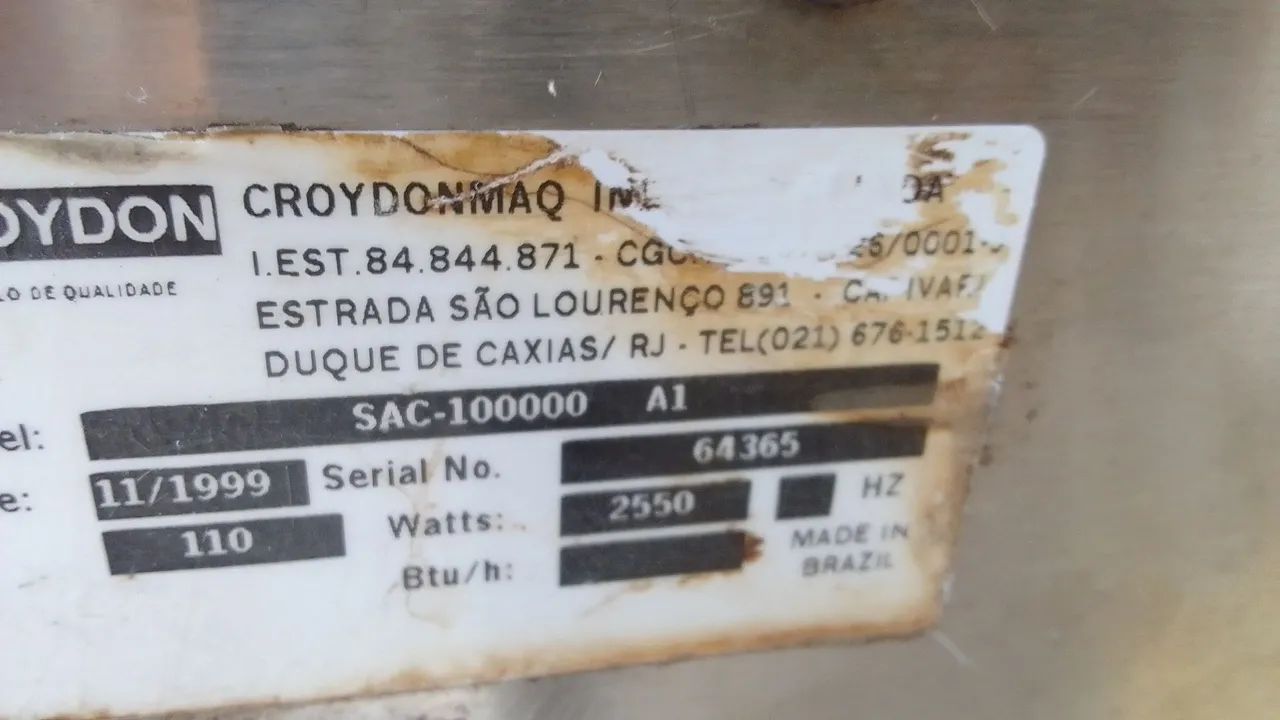 OYDON
LO DE QUALIDADE
CROYDONMAQ
I.EST.84.844.871 - 26/0001-
ESTRADA SÃO LOURENÇO 891 -
DUQUE DE CAXIAS/ RJ - TEL(021) 676-1512
el: SAC-100000 A1
e: 11/1999 Serial No. 64365
110 Watts: 2550 HZ
Btu/h: MADE IN
BRAZIL